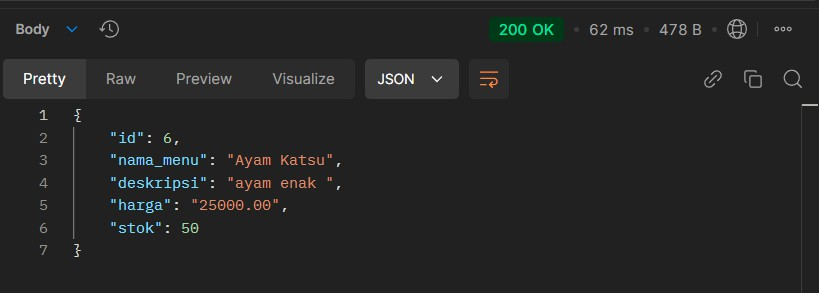 Body 200 OK • 62 ms • 478 B
Pretty Raw Preview Visualize JSON
1 {
2 "id": 6,
3 "nama_menu": "Ayam Katsu",
4 "deskripsi": "ayam enak ",
5 "harga": "25000.00",
6 "stok": 50
7 }